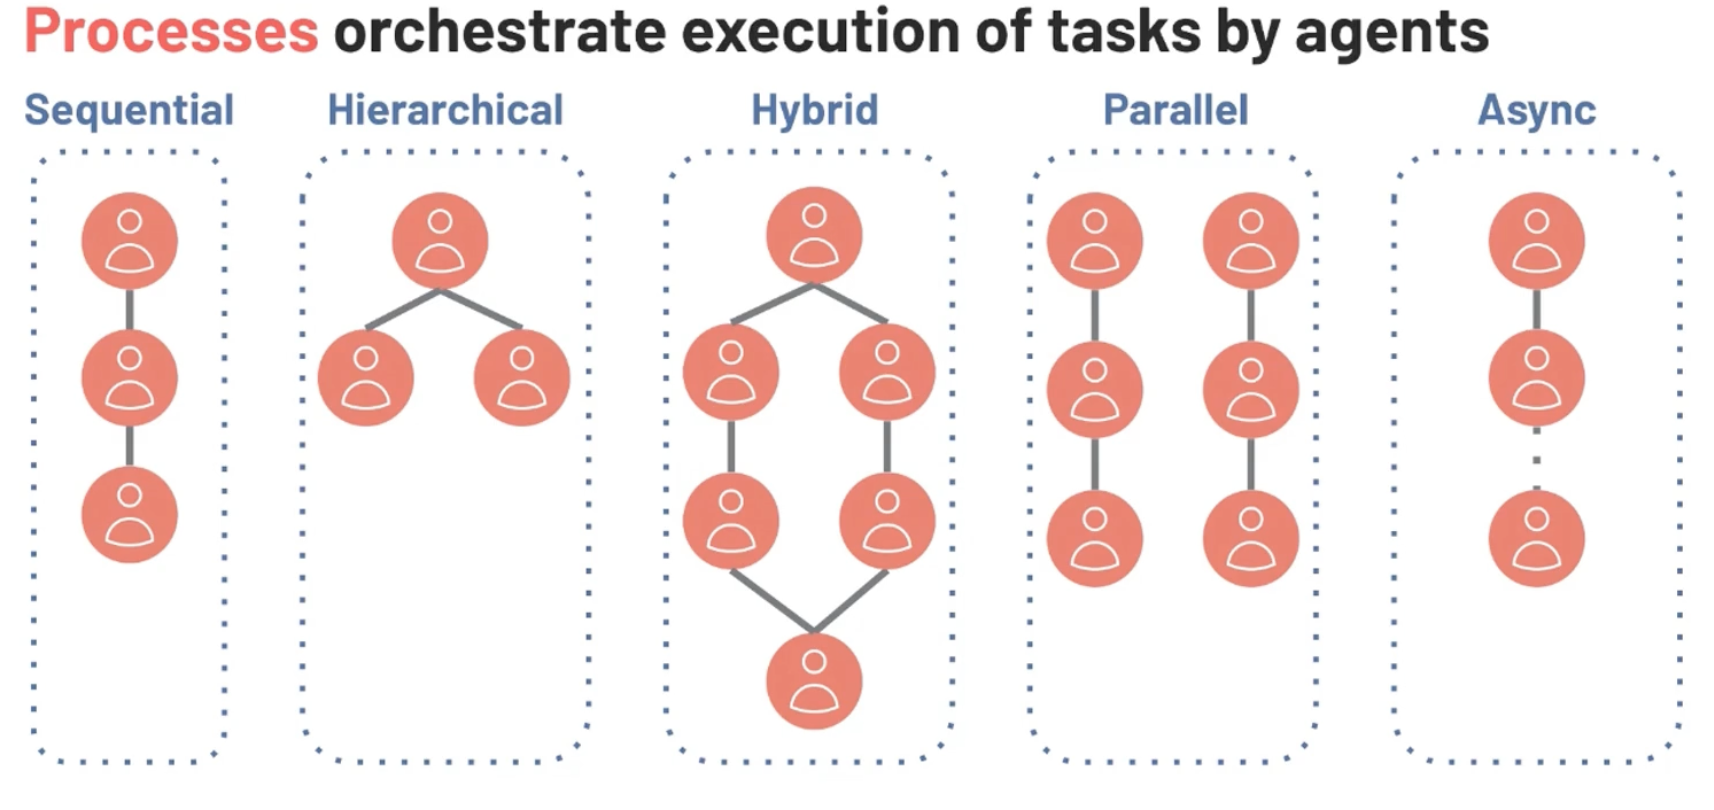 Processes orchestrate execution of tasks by agents
Sequential
Hierarchical
Hybrid
Parallel
Async